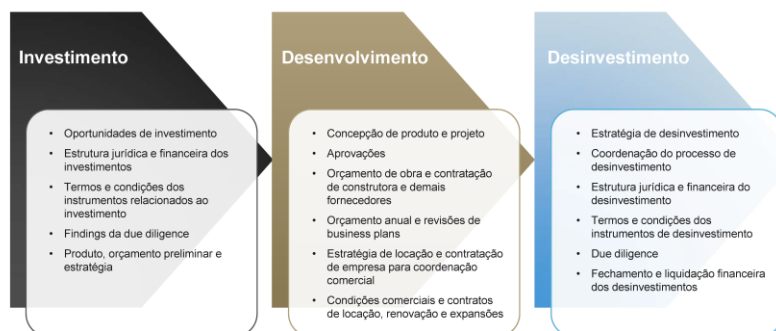 Investimento
• Oportunidades de investimento
• Estrutura jurídica e financeira dos
investimentos
• Termos e condições dos
instrumentos relacionados ao
investimento
• Findings da due diligence
• Produto, orçamento preliminar e
estratégia
Desenvolvimento
• Concepção de produto e projeto
• Aprovações
• Orçamento de obra e contratação
de construtora e demais
fornecedores
• Orçamento anual e revisões de
business plans
• Estratégia de locação e contratação
de empresa para coordenação
comercial
• Condições comerciais e contratos
de locação, renovação e expansões
Desinvestimento
• Estratégia de desinvestimento
• Coordenação do processo de
desinvestimento
• Estrutura jurídica e financeira do
desinvestimento
• Termos e condições dos
instrumentos de desinvestimento
• Due diligence
• Fechamento e liquidação financeira
dos desinvestimentos